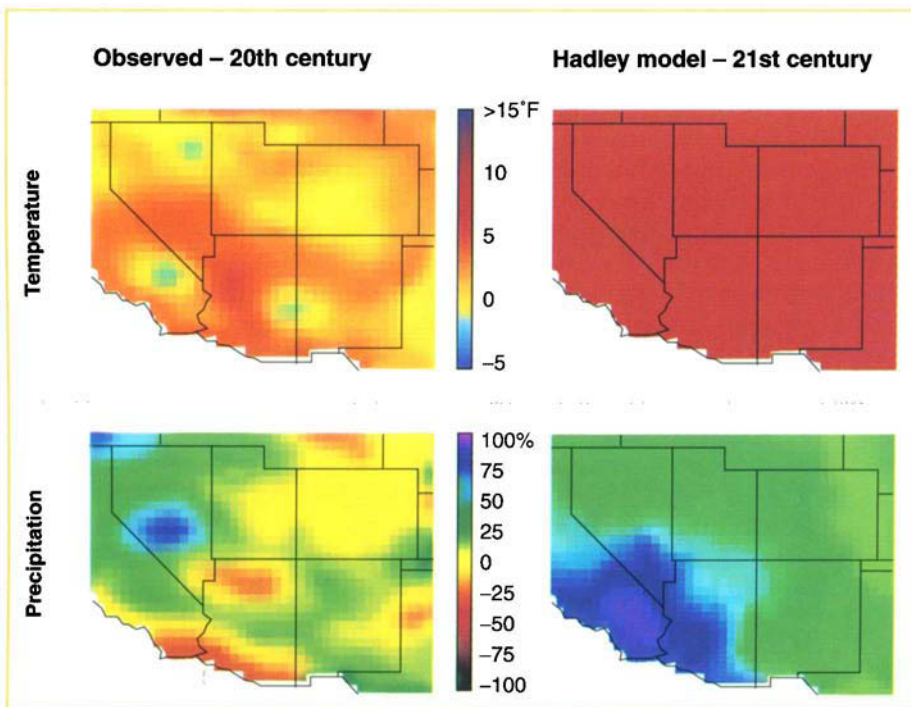 Observed – 20th century
Hadley model – 21st century
Temperature
>15˚F
10
5
0
–5
Precipitation
100%
75
50
25
0
–25
–50
–75
–100